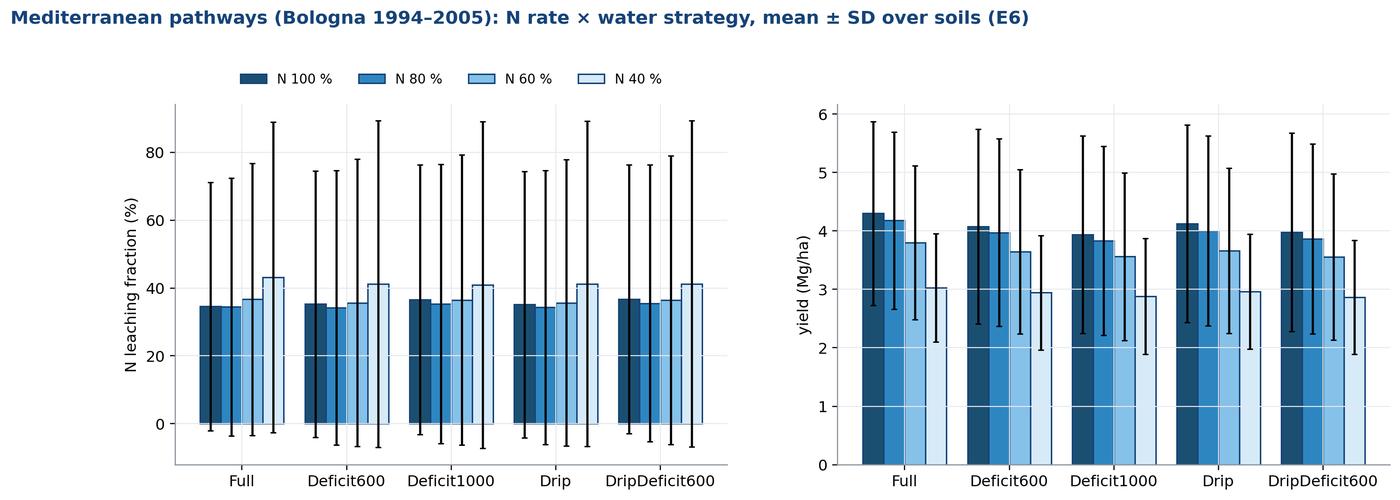 Mediterranean pathways (Bologna 1994–2005): N rate × water strategy, mean ± SD over soils (E6)
N 100 % N 80 % N 60 % N 40 %
N leaching fraction (%)
80
60
40
20
0
Full Deficit600 Deficit1000 Drip DripDeficit600
yield (Mg/ha)
6
5
4
3
2
1
0
Full Deficit600 Deficit1000 Drip DripDeficit600